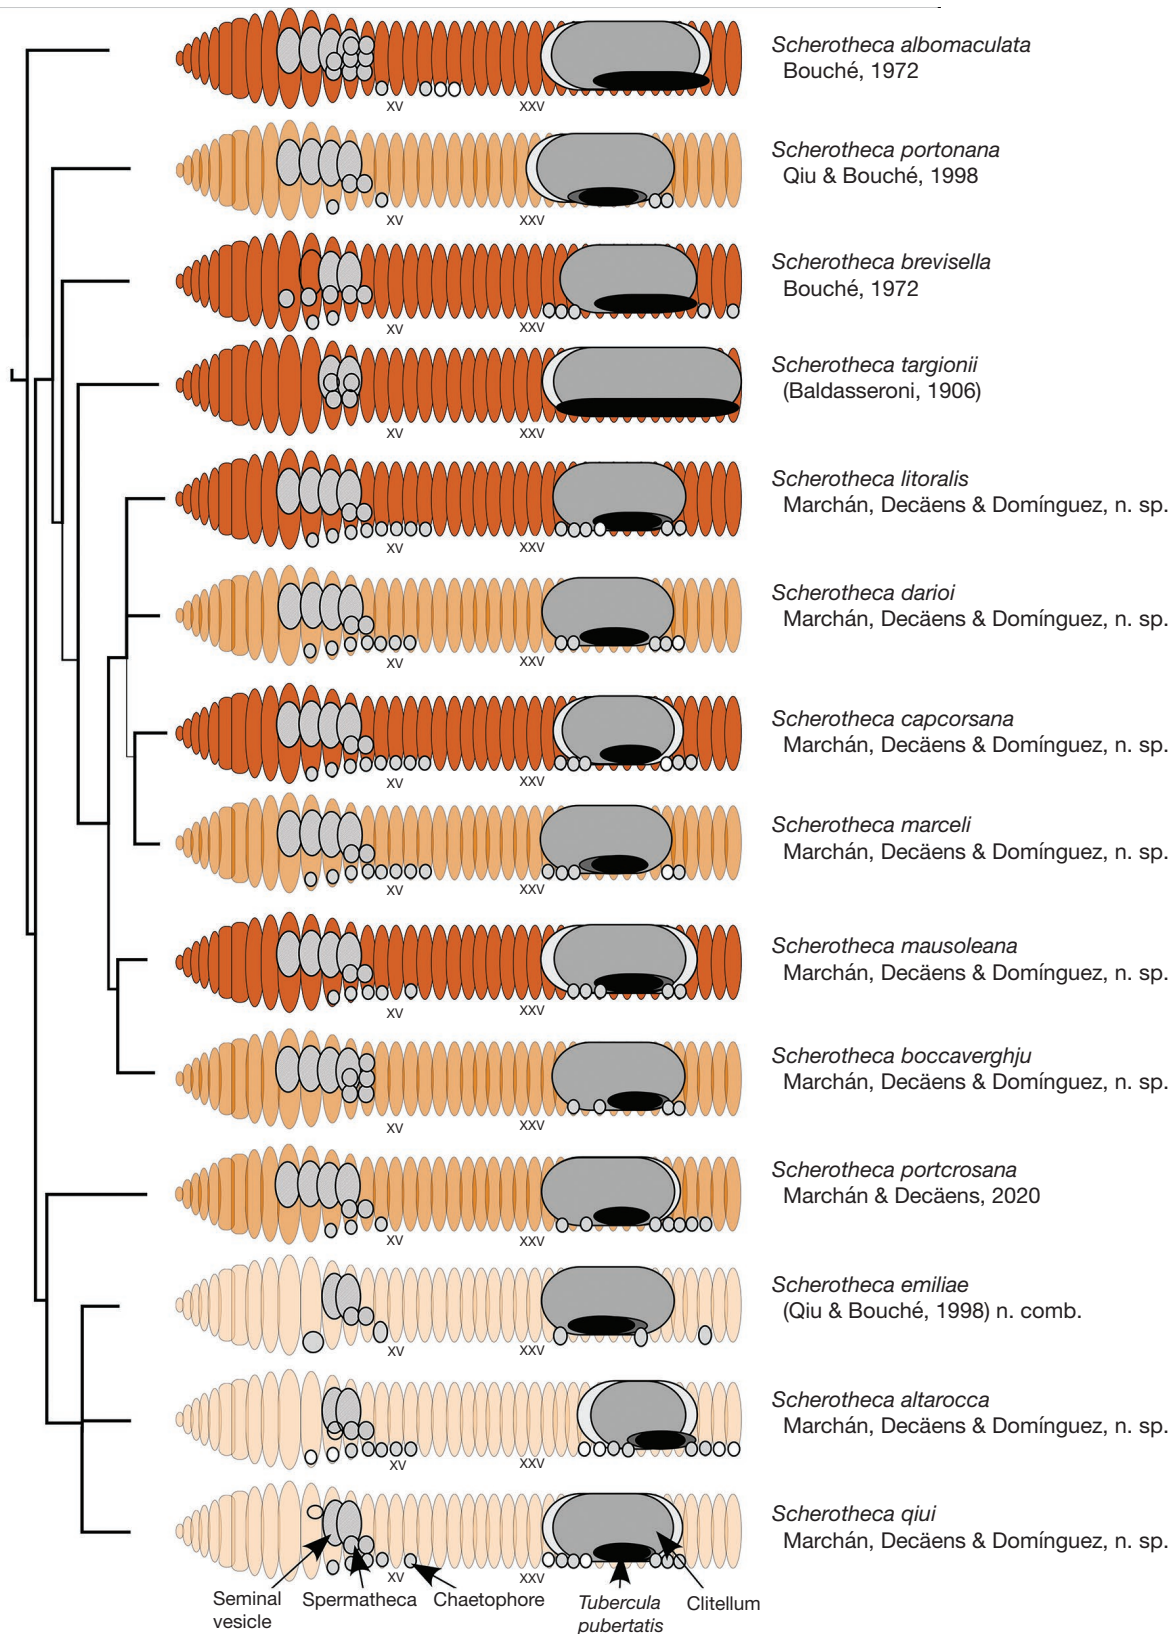 Scherotheca albomaculata
Bouché, 1972
XV XXV
Scherotheca portonana
Qiu & Bouché, 1998
XV XXV
Scherotheca brevisella
Bouché, 1972
XV XXV
Scherotheca targionii
(Baldasseroni, 1906)
XV XXV
Scherotheca litoralis
Marchán, Decäens & Domínguez, n. sp.
XV XXV
Scherotheca darioi
Marchán, Decäens & Domínguez, n. sp.
XV XXV
Scherotheca capcorsana
Marchán, Decäens & Domínguez, n. sp.
XV XXV
Scherotheca marceli
Marchán, Decäens & Domínguez, n. sp.
XV XXV
Scherotheca mausoleana
Marchán, Decäens & Domínguez, n. sp.
XV XXV
Scherotheca boccaverghju
Marchán, Decäens & Domínguez, n. sp.
XV XXV
Scherotheca portcrosana
Marchán & Decäens, 2020
XV XXV
Scherotheca emiliae
(Qiu & Bouché, 1998) n. comb.
XV XXV
Scherotheca altarocca
Marchán, Decäens & Domínguez, n. sp.
XV XXV
Scherotheca qiui
Marchán, Decäens & Domínguez, n. sp.
XV XXV
Seminal vesicle
Spermatheca
Chaetophore
Tubercula pubertatis
Clitellum